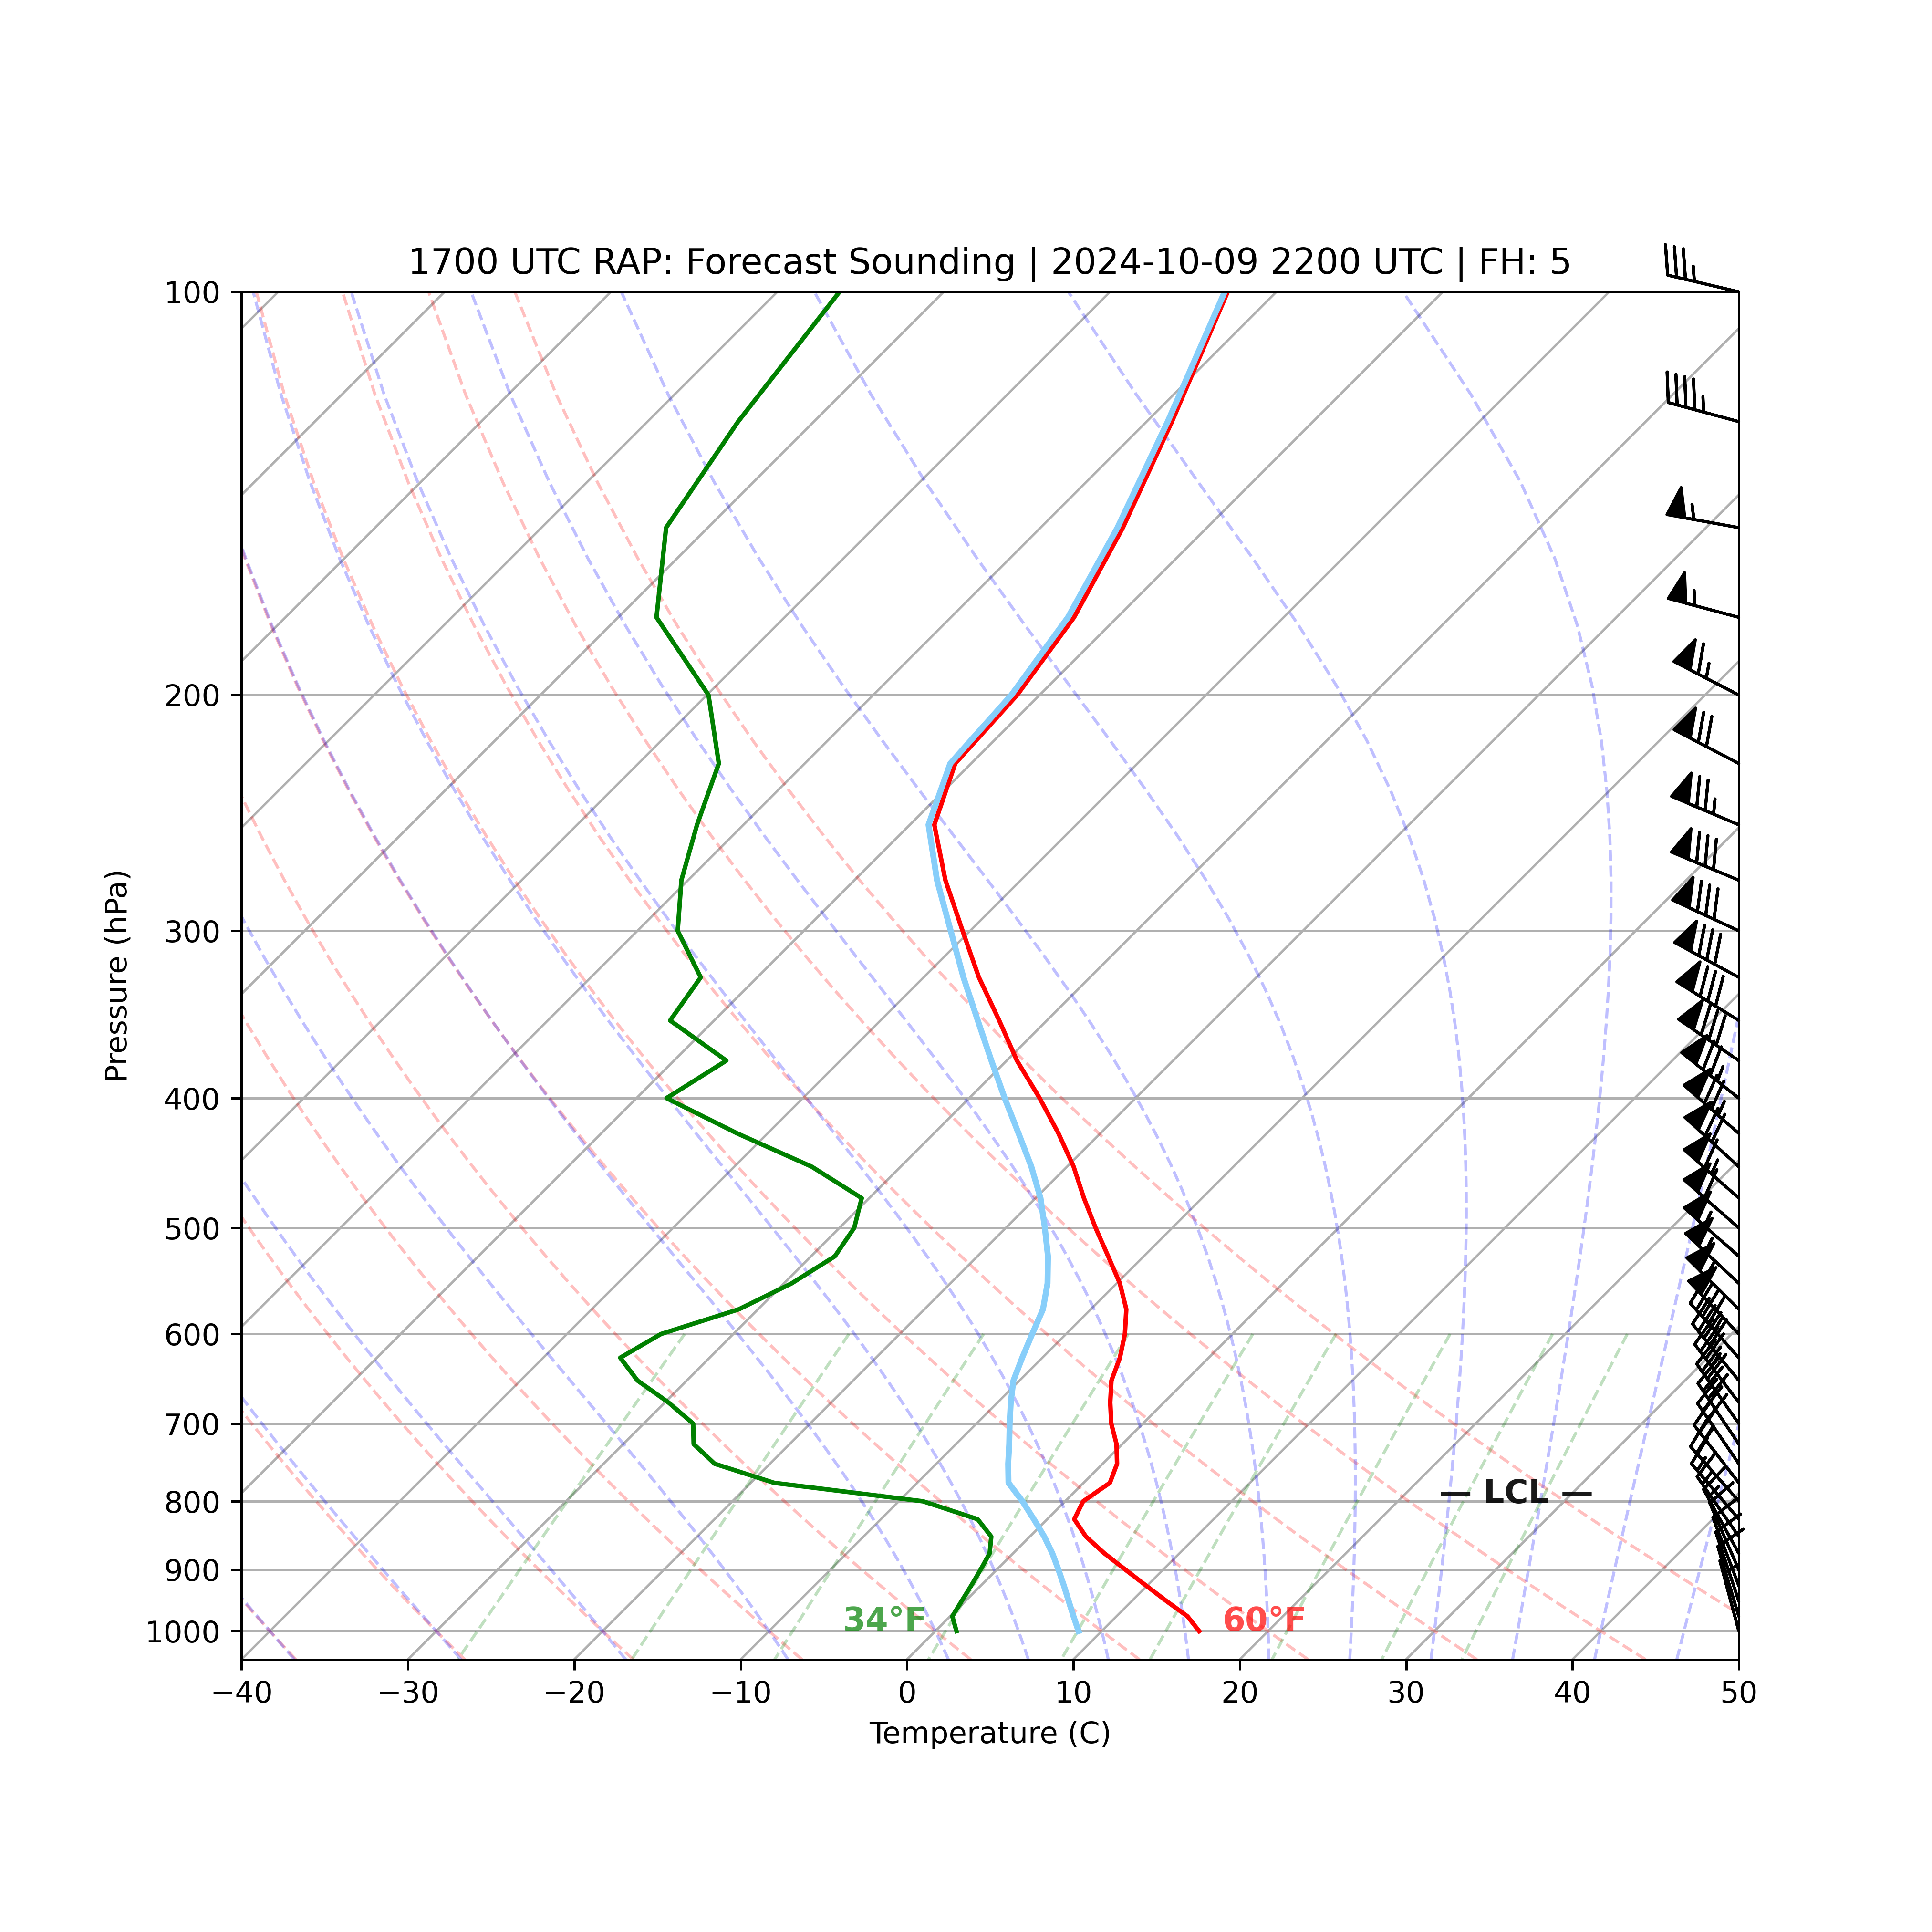 1700 UTC RAP: Forecast Sounding | 2024-10-09 2200 UTC | FH: 5
100
200
300
400
500
600
700
800
900
1000
Pressure (hPa)
— LCL —
34°F
60°F
−40 −30 −20 −10 0 10 20 30 40 50
Temperature (C)